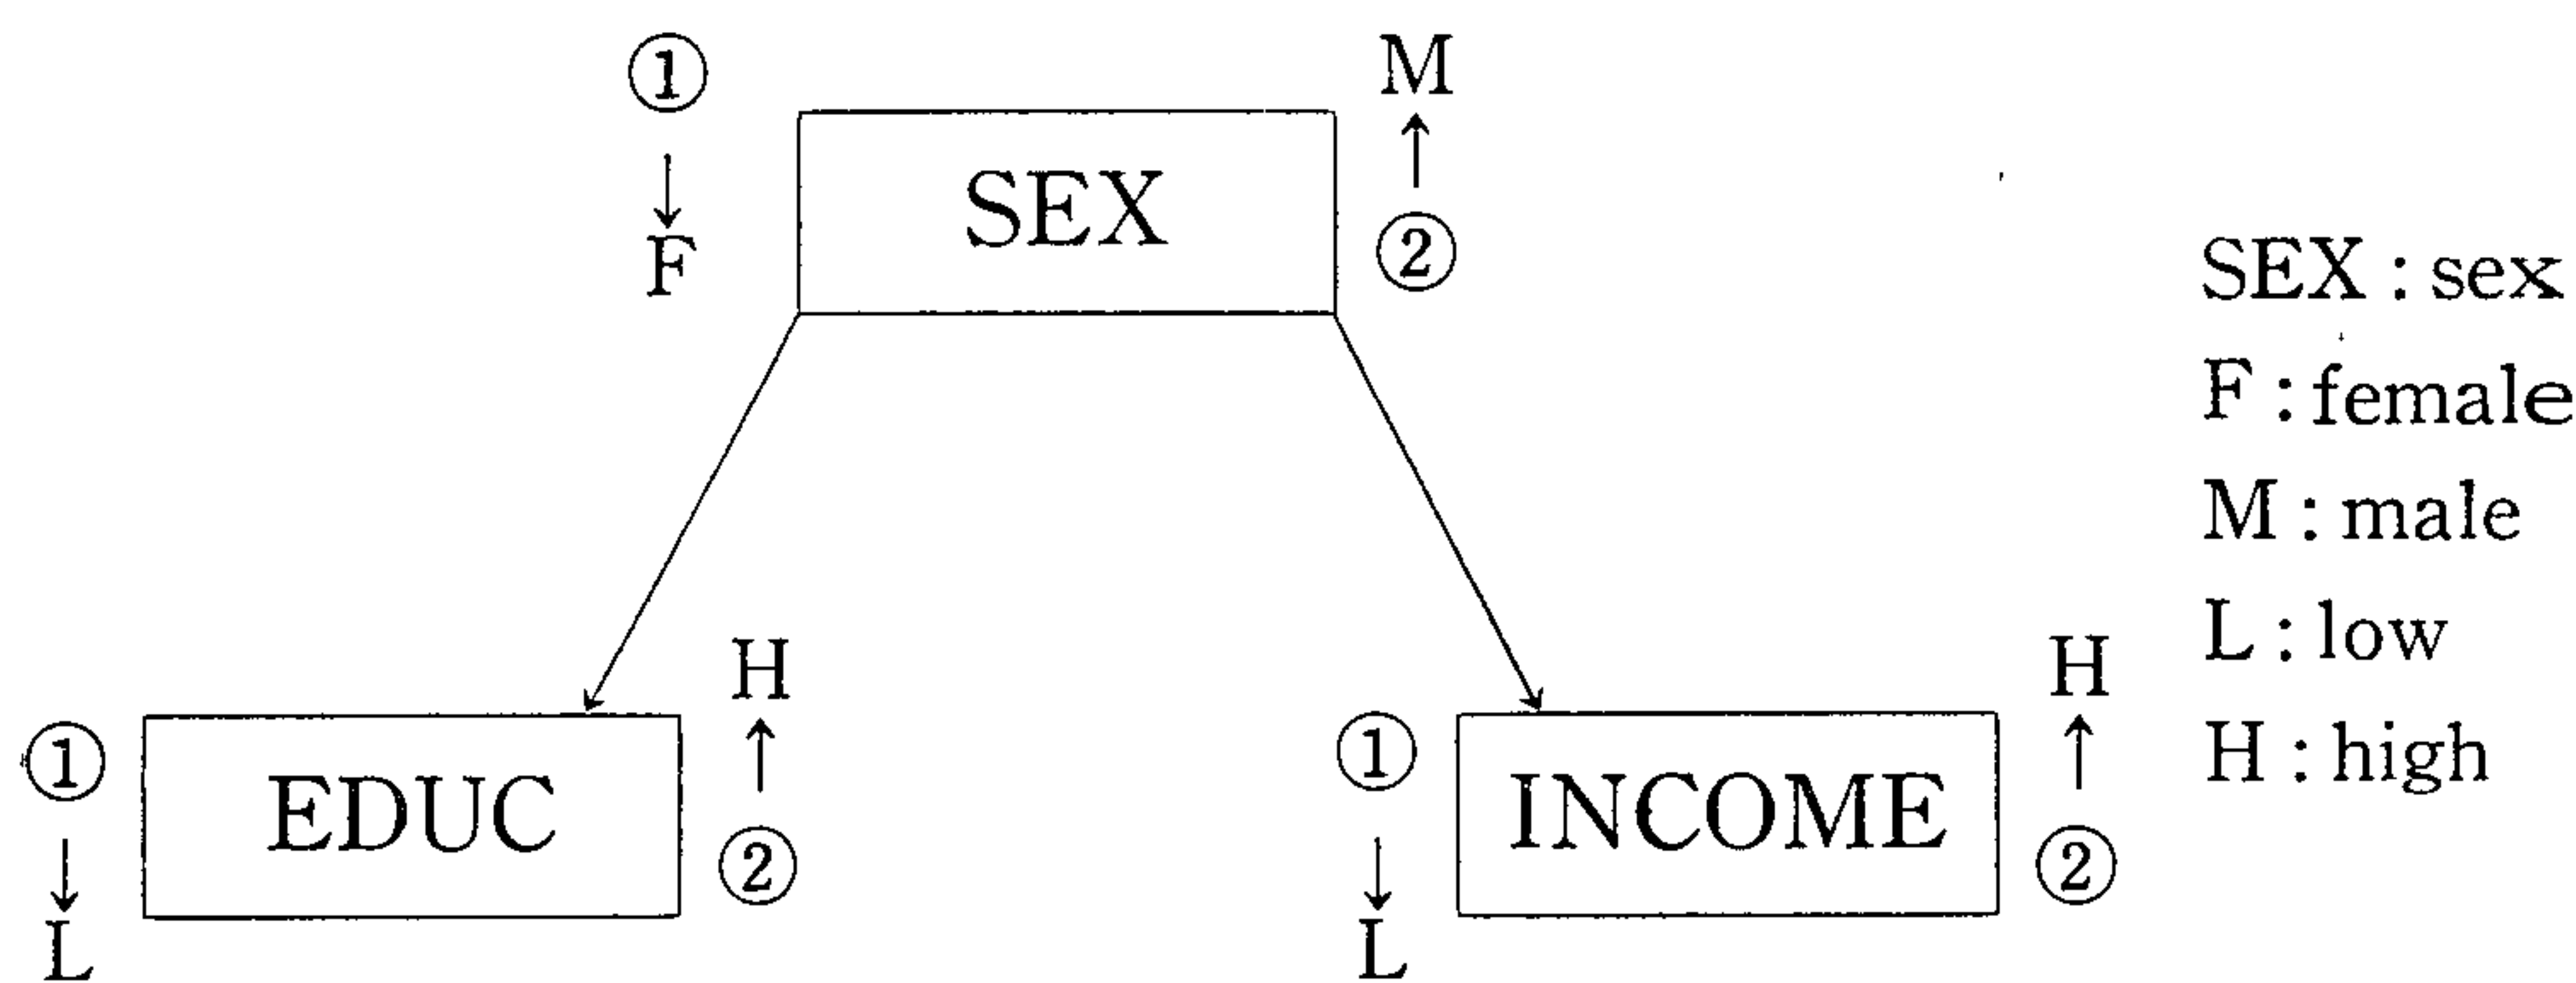 ① M
↓ ↑
F SEX ②
① H
↓ ↑
L EDUC ②
① H
↓ ↑
L INCOME ②
SEX : sex
F : female
M : male
L : low
H : high